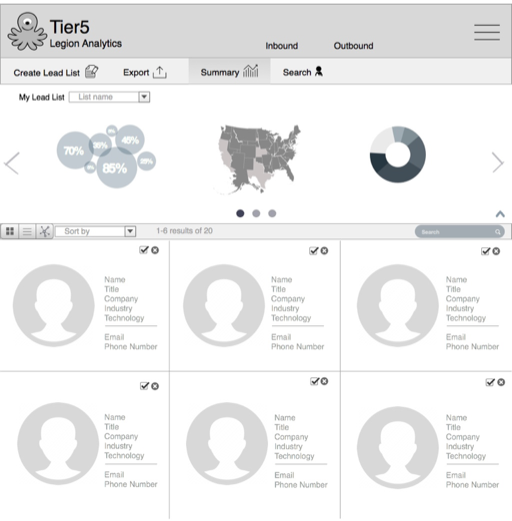 Tier5
Legion Analytics
Inbound Outbound
Create Lead List Export Summary Search
My Lead List List name
70% 45% 85%
Sort by 1-6 results of 20 Search
Name
Title
Company
Industry
Technology
Email
Phone Number
Name
Title
Company
Industry
Technology
Email
Phone Number
Name
Title
Company
Industry
Technology
Email
Phone Number
Name
Title
Company
Industry
Technology
Email
Phone Number
Name
Title
Company
Industry
Technology
Email
Phone Number
Name
Title
Company
Industry
Technology
Email
Phone Number